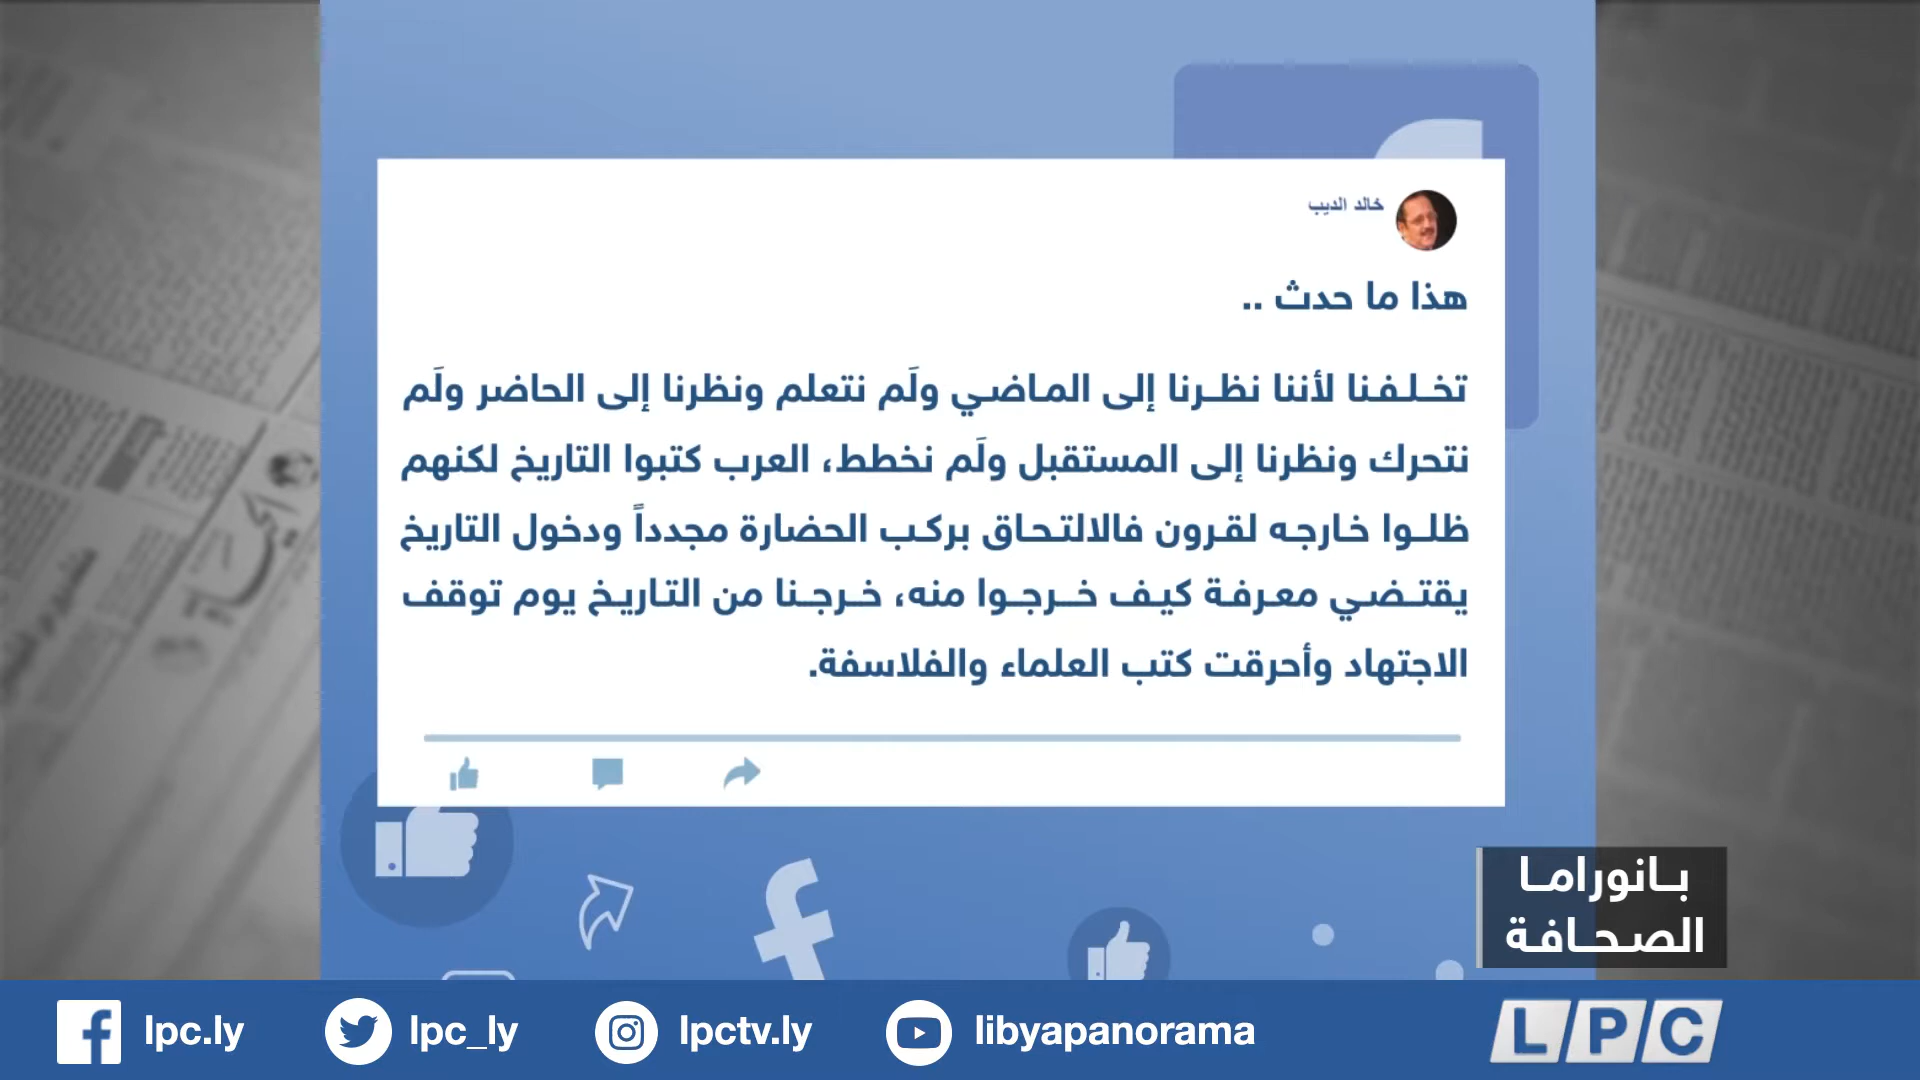 خالد الديب
هذا ما حدث ..
تخلفنا لأننا نظرنا إلى الماضي ولَم نتعلم ونظرنا إلى الحاضر ولَم
نتحرك ونظرنا إلى المستقبل ولَم نخطط، العرب كتبوا التاريخ لكنهم
ظلوا خارجه لقرون فالالتحاق بركب الحضارة مجدداً ودخول التاريخ
يقتضي معرفة كيف خرجوا منه، خرجنا من التاريخ يوم توقف
الاجتهاد وأحرقت كتب العلماء والفلاسفة.
بانوراما
الصحافة
lpc.ly
lpc_ly
lpctv.ly
libyapanorama
LPC